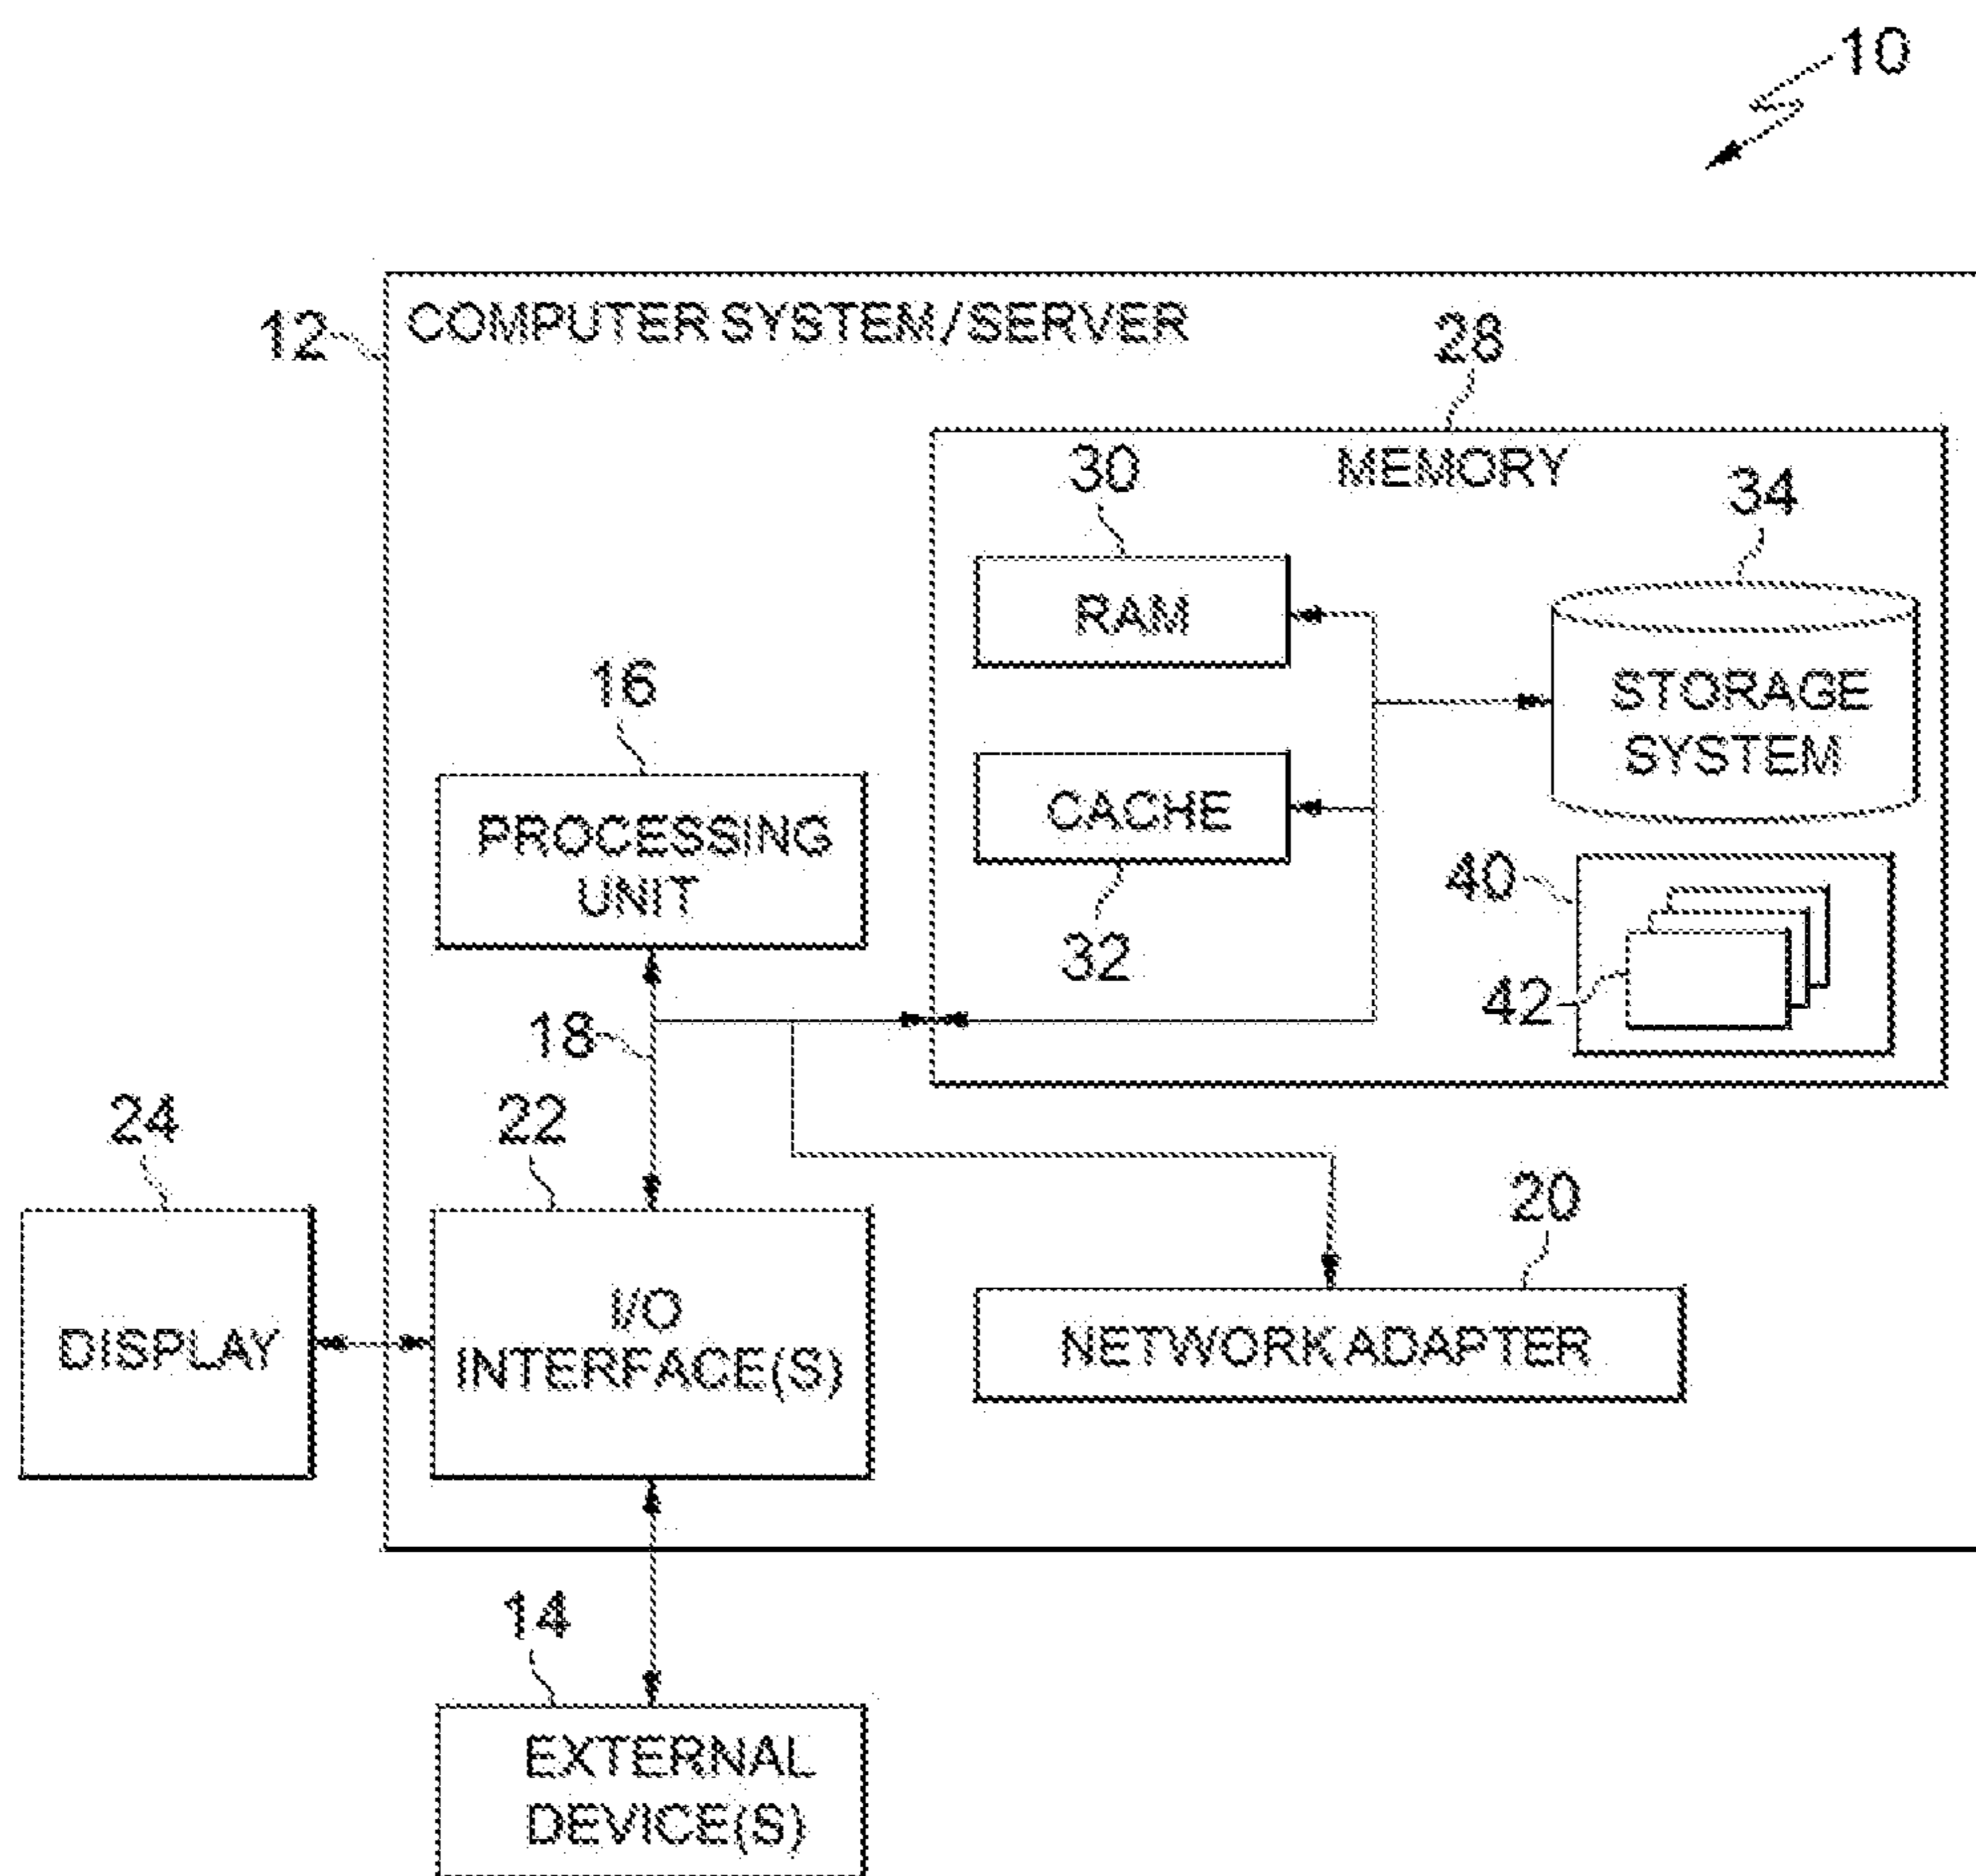 10
12
COMPUTER SYSTEM/SERVER
28
MEMORY
30
RAM
34
STORAGE
SYSTEM
16
PROCESSING
UNIT
CACHE
32
40
42
18
24
DISPLAY
22
I/O
INTERFACE(S)
20
NETWORK ADAPTER
14
EXTERNAL
DEVICE(S)